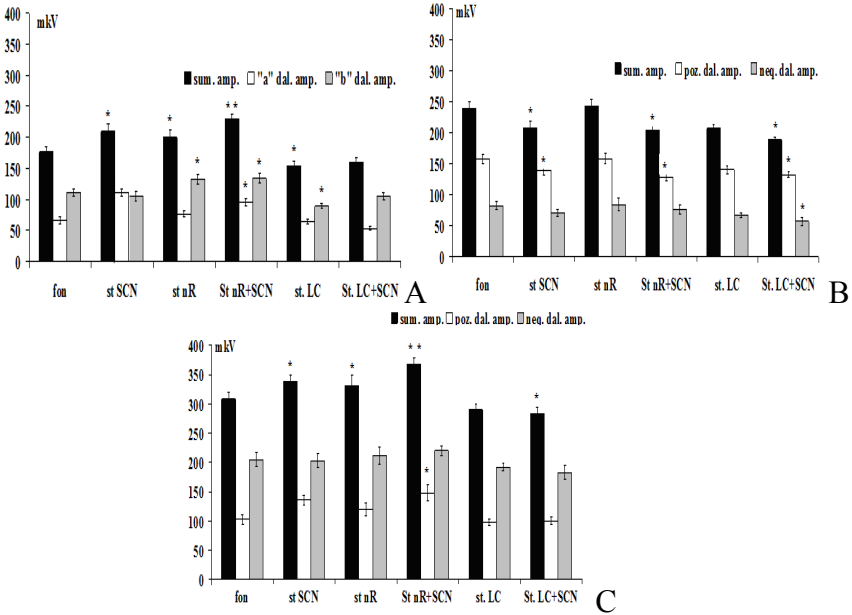 400 mkV
350
300
250
200
150
100
50
0
sum. amp. "a" dal. amp. "b" dal. amp.
* * ** * * * * * *
fon st SCN st nR St nR+SCN st. LC St. LC+SCN
A
400 mkV
350
300
250
200
150
100
50
0
sum. amp. poz. dal. amp. neq. dal. amp.
* * * * * * *
fon st SCN st nR St nR+SCN st. LC St. LC+SCN
B
mkV sum. amp. poz. dal. amp. neq. dal. amp.
400
350
300
250
200
150
100
50
0
* * ** * *
fon st SCN st nR St nR+SCN st. LC St. LC+SCN
C